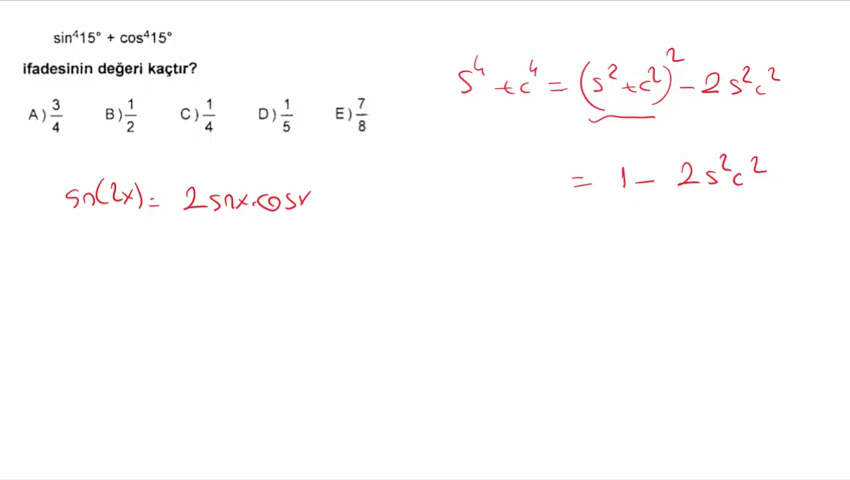 sin⁴15° + cos⁴15°
ifadesinin değeri kaçtır?
A) 3/4 B) 1/2 C) 1/4 D) 1/5 E) 7/8
sn(2x) = 2snx.cosx
s⁴ + c⁴ = (s² + c²)² - 2s²c²
= 1 - 2s²c²